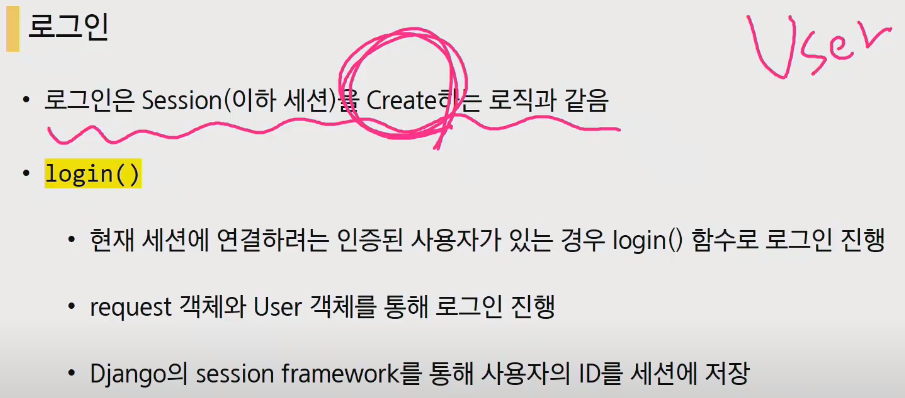 로그인
User
• 로그인은 Session(이하 세션)을 Create하는 로직과 같음
• login()
• 현재 세션에 연결하려는 인증된 사용자가 있는 경우 login() 함수로 로그인 진행
• request 객체와 User 객체를 통해 로그인 진행
• Django의 session framework를 통해 사용자의 ID를 세션에 저장